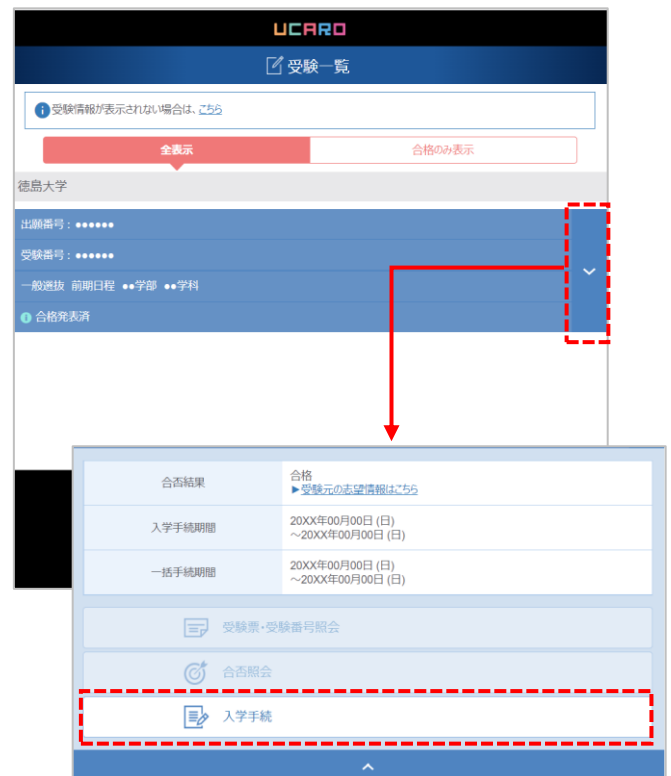 UCARO
受験一覧
受験情報が表示されない場合は、こちら
全表示
合格のみ表示
徳島大学
出願番号：●●●●●●
受験番号：●●●●●●
一般選抜 前期日程 ●●学部 ●●学科
合格発表済
合否結果
合格
▶受験元の志望情報はこちら
入学手続期間
20XX年00月00日 (日)
～20XX年00月00日 (日)
一括手続期間
20XX年00月00日 (日)
～20XX年00月00日 (日)
受験票・受験番号照会
合否照会
入学手続